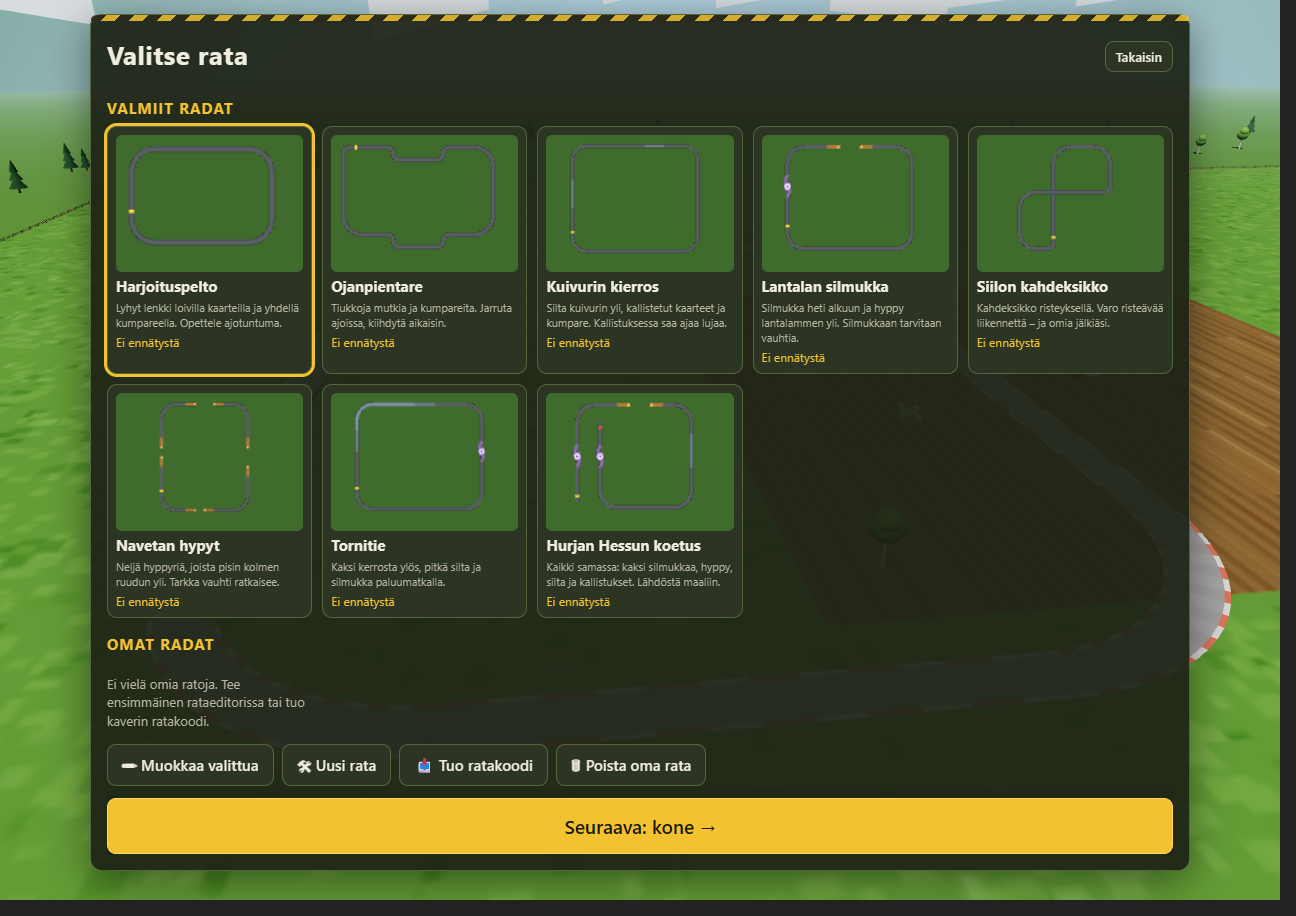 Valitse rata
Takaisin
VALMIIT RADAT
Harjoituspelto
Lyhyt lenkki loivilla kaarteilla ja yhdellä
kumpareella. Opettele ajotuntuma.
Ei ennätystä
Ojanpientare
Tiukkoja mutkia ja kumpareita. Jarruta
ajoissa, kiihdytä aikaisin.
Ei ennätystä
Kuivurin kierros
Silta kuivurin yli, kallistetut kaarteet ja
kumpare. Kallistuksessa saa ajaa lujaa.
Ei ennätystä
Lantalan silmukka
Silmukka heti alkuun ja hyppy
lantalammen yli. Silmukkaan tarvitaan
vauhtia.
Ei ennätystä
Siilon kahdeksikko
Kahdeksikko risteyksellä. Varo risteävää
liikennettä – ja omia jälkiäsi.
Ei ennätystä
Navetan hypyt
Neljä hyppyriä, joista pisin kolmen
ruudun yli. Tarkka vauhti ratkaisee.
Ei ennätystä
Tornitie
Kaksi kerrosta ylös, pitkä silta ja
silmukka paluumatkalla.
Ei ennätystä
Hurjan Hessun koetus
Kaikki samassa: kaksi silmukkaa, hyppy,
silta ja kallistukset. Lähdöstä maaliin.
Ei ennätystä
OMAT RADAT
Ei vielä omia ratoja. Tee
ensimmäinen rataeditorissa tai tuo
kaverin ratakoodi.
Muokkaa valittua
Uusi rata
Tuo ratakoodi
Poista oma rata
Seuraava: kone →